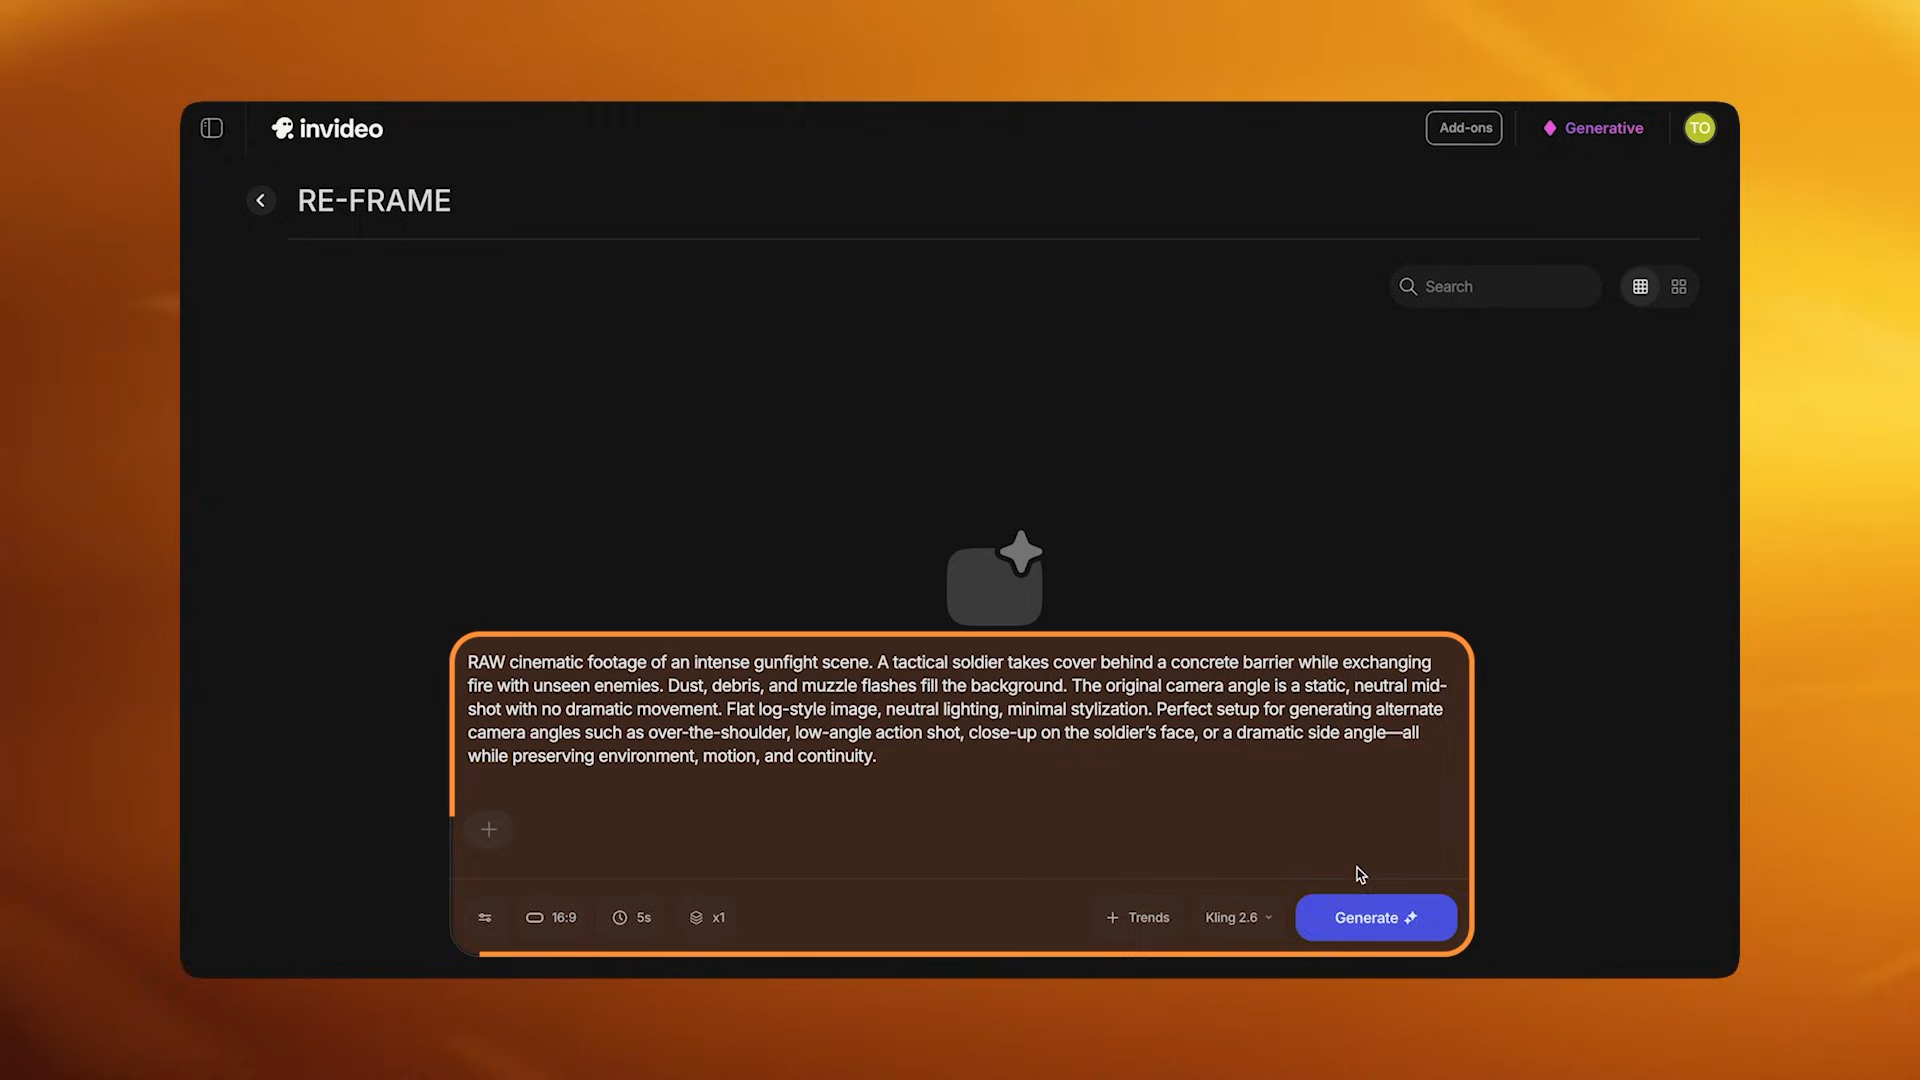 invideo
Add-ons
Generative
TO
RE-FRAME
Search
RAW cinematic footage of an intense gunfight scene. A tactical soldier takes cover behind a concrete barrier while exchanging
fire with unseen enemies. Dust, debris, and muzzle flashes fill the background. The original camera angle is a static, neutral mid-
shot with no dramatic movement. Flat log-style image, neutral lighting, minimal stylization. Perfect setup for generating alternate
camera angles such as over-the-shoulder, low-angle action shot, close-up on the soldier’s face, or a dramatic side angle—all
while preserving environment, motion, and continuity.
16:9
5s
x1
Trends
Kling 2.6
Generate